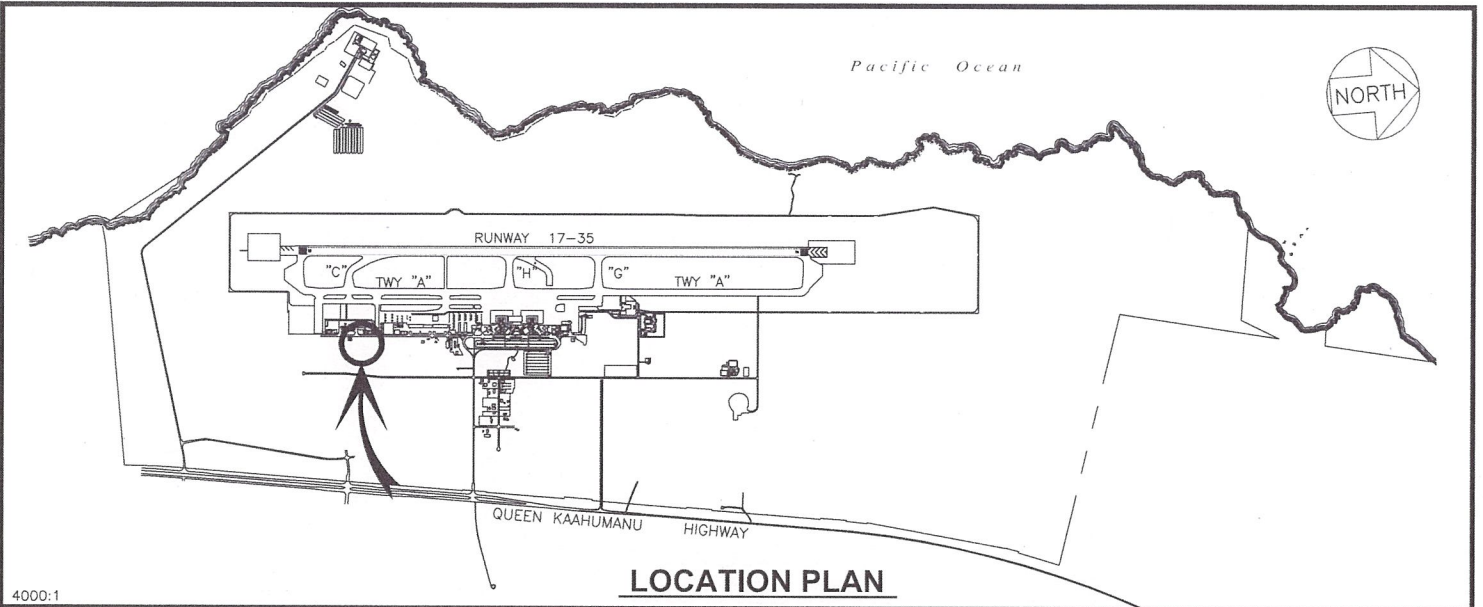 Pacific Ocean
NORTH
RUNWAY 17-35
"C"
TWY "A"
"H"
"G"
TWY "A"
QUEEN KAAHUMANU HIGHWAY
LOCATION PLAN
4000:1